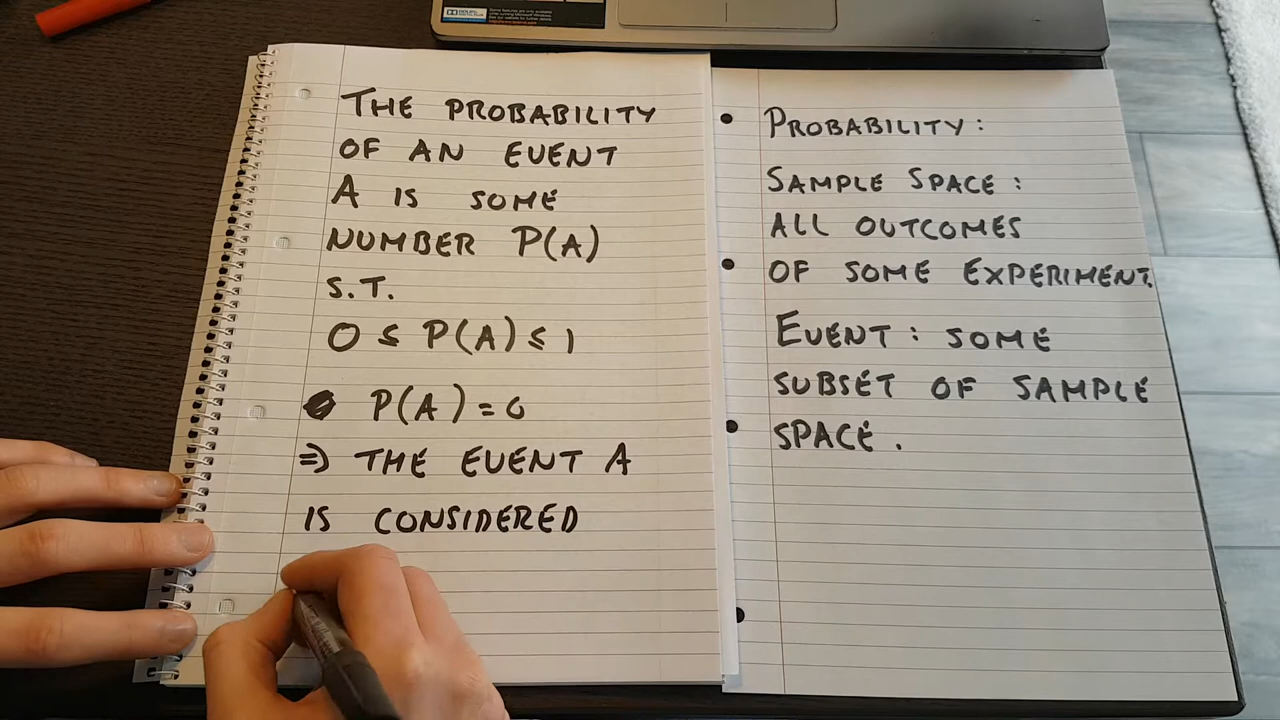 THE PROBABILITY
OF AN EVENT
A IS SOME
NUMBER P(A)
S.T.
0 ≤ P(A) ≤ 1
P(A) = 0
⇒ THE EVENT A
IS CONSIDERED
PROBABILITY:
SAMPLE SPACE:
ALL OUTCOMES
OF SOME EXPERIMENT.
EVENT: SOME
SUBSET OF SAMPLE
SPACE.